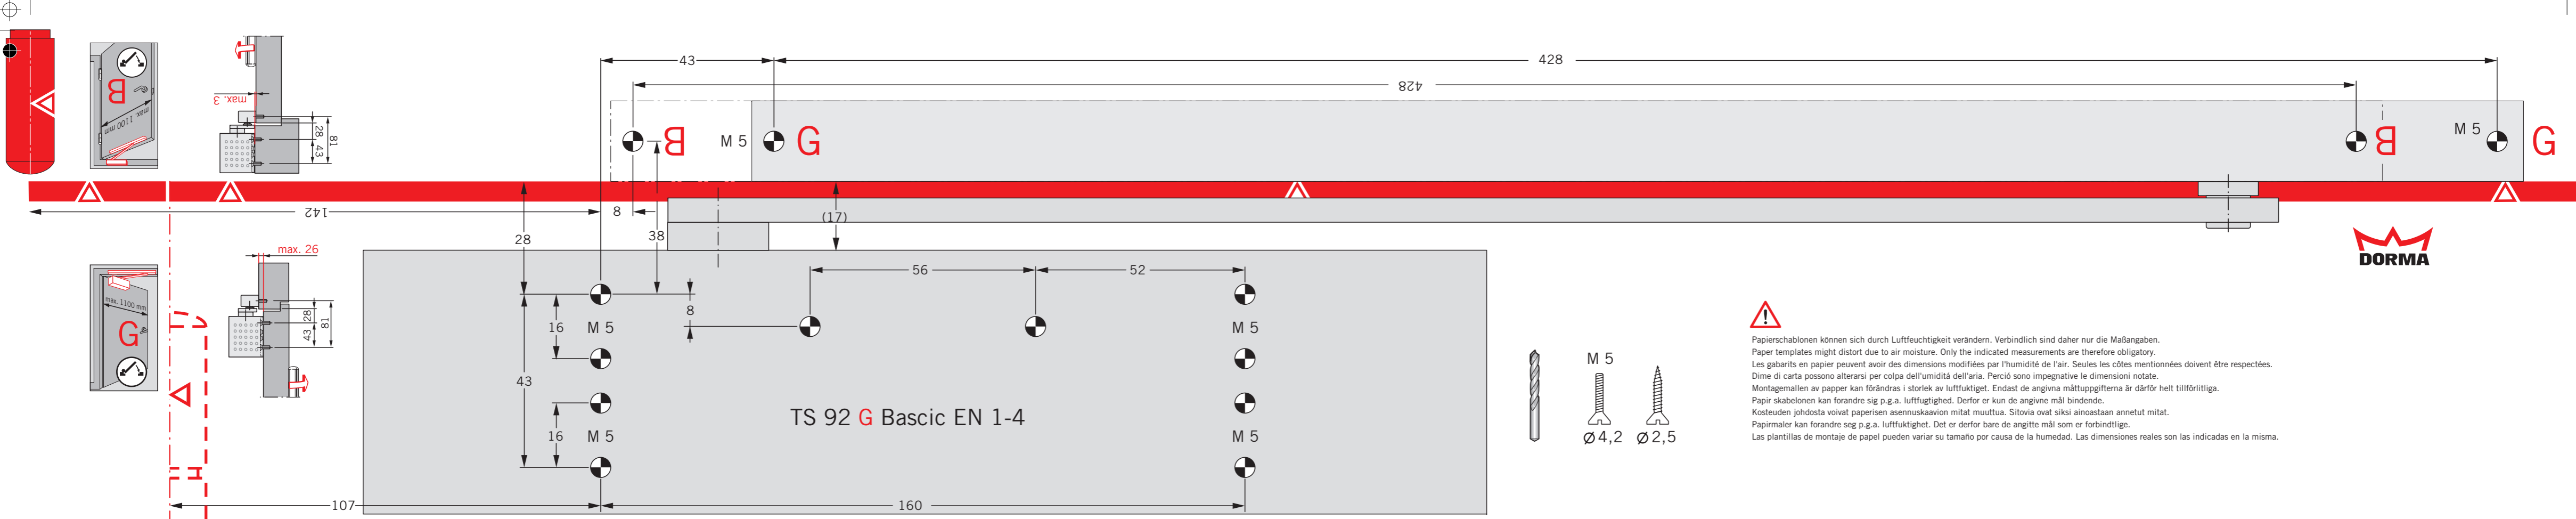 43
428
428
B
M 5
G
B
M 5
G
B
max. 1100 mm
max. 3
28
43
81
142
8
38
(17)
28
max. 26
28
43
81
max. 1100 mm
G
DORMA
56
52
8
16
M 5
M 5
43
16
M 5
M 5
TS 92 G Bascic EN 1-4
107
160
M 5
ø 4,2
ø 2,5
Papierschablonen können sich durch Luftfeuchtigkeit verändern. Verbindlich sind daher nur die Maßangaben.
Paper templates might distort due to air moisture. Only the indicated measurements are therefore obligatory.
Les gabarits en papier peuvent avoir des dimensions modifiées par l'humidité de l'air. Seules les côtes mentionnées doivent être respectées.
Dime di carta possono alterarsi per colpa dell'umidità dell'aria. Perció sono impegnative le dimensioni notate.
Montagemallen av papper kan förändras i storlek av luftfuktiget. Endast de angivna måttuppgifterna är därför helt tillförlitliga.
Papir skabelonen kan forandre sig p.g.a. luftfugtighed. Derfor er kun de angivne mål bindende.
Kosteuden johdosta voivat paperisen asennuskaavion mitat muuttua. Sitovia ovat siksi ainoastaan annetut mitat.
Papirmaler kan forandre seg p.g.a. luftfuktighet. Det er derfor bare de angitte mål som er forbindtlige.
Las plantillas de montaje de papel pueden variar su tamaño por causa de la humedad. Las dimensiones reales son las indicadas en la misma.